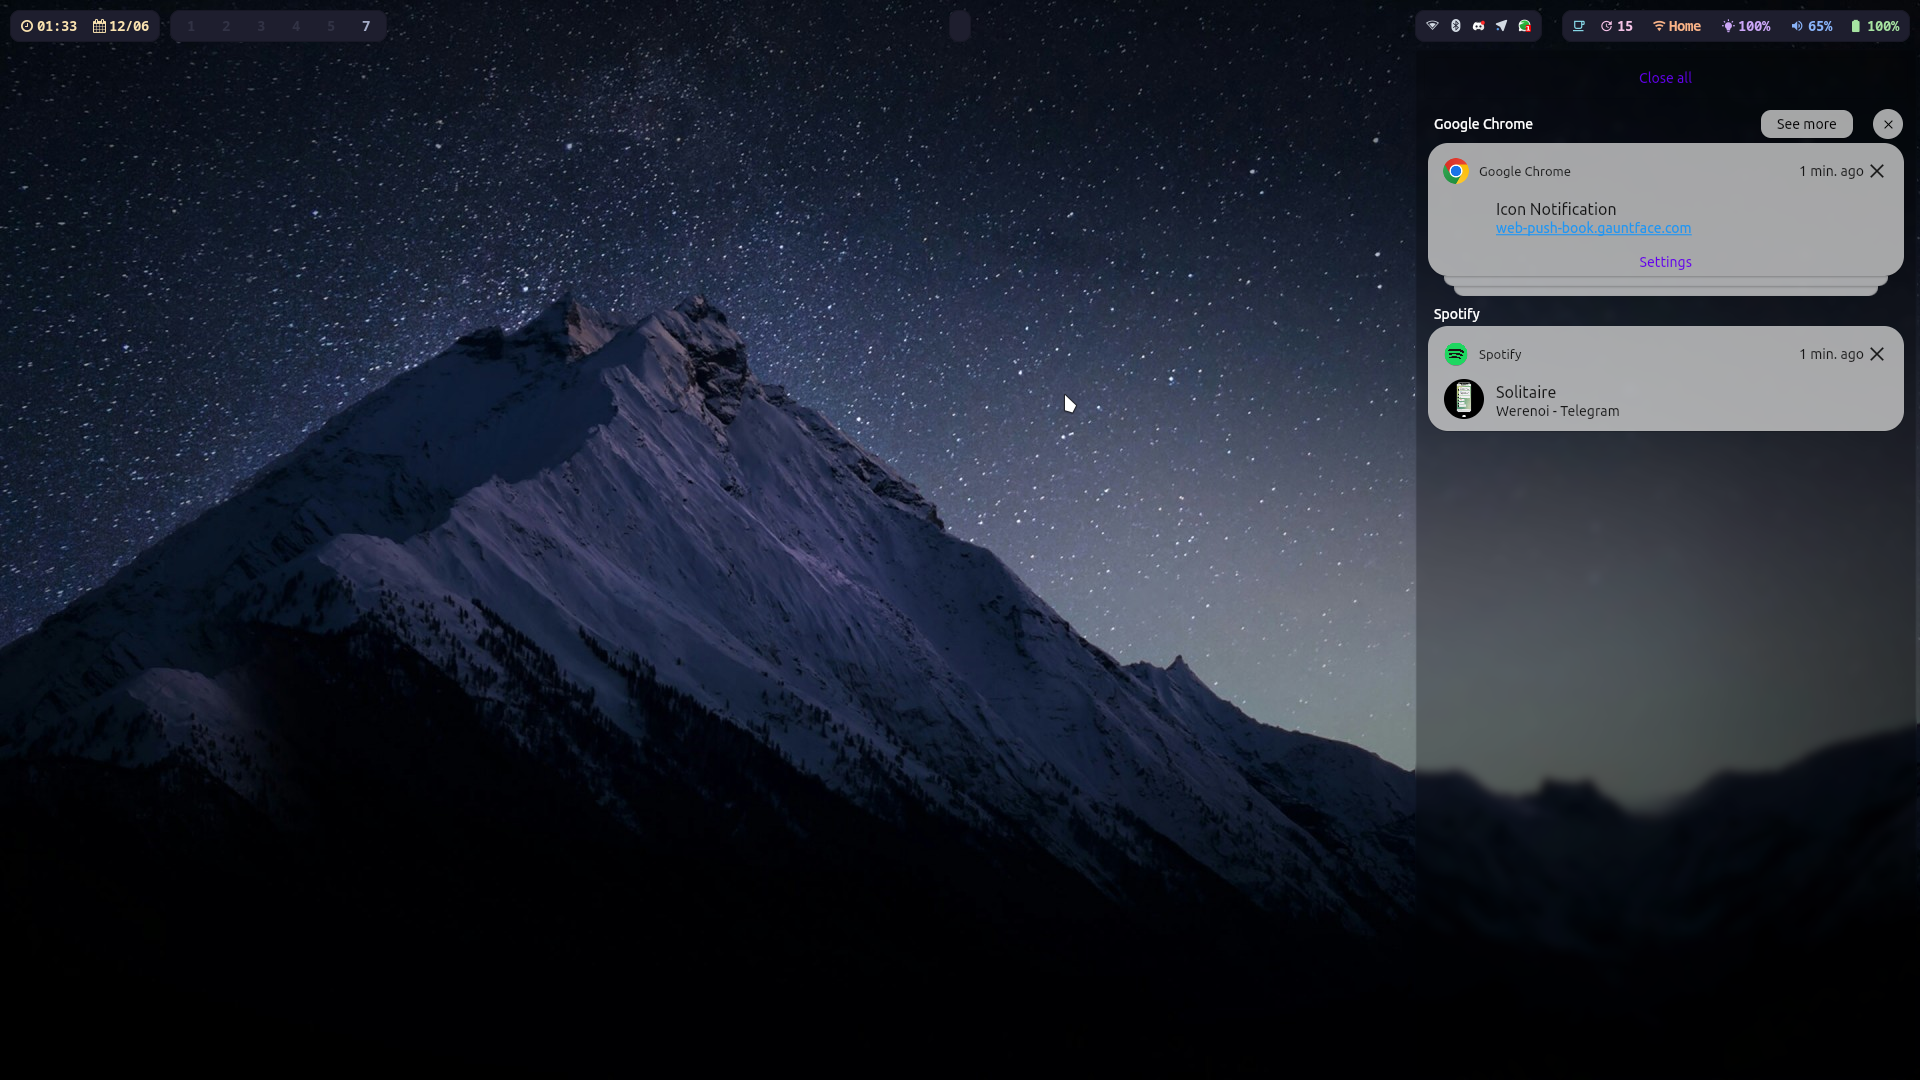 01:33 12/06
1 2 3 4 5 7
15 Home 100% 65% 100%
Close all
Google Chrome See more
Google Chrome 1 min. ago
Icon Notification
web-push-book.gauntface.com
Settings
Spotify
Spotify 1 min. ago
Solitaire
Werenoi - Telegram